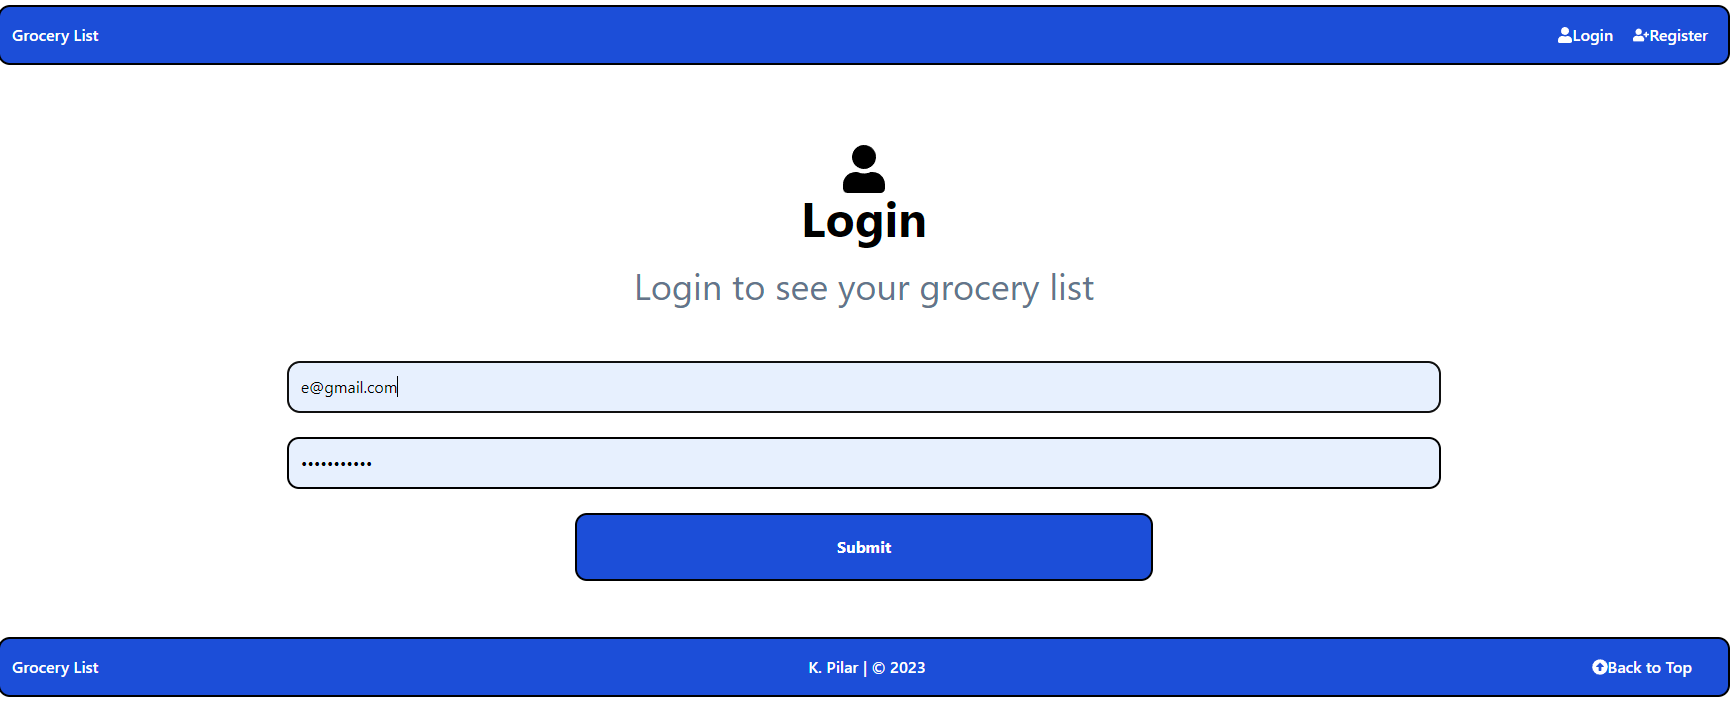 Grocery List
Login Register
Login
Login to see your grocery list
e@gmail.com
•••••••••••
Submit
Grocery List
K. Pilar | © 2023
Back to Top